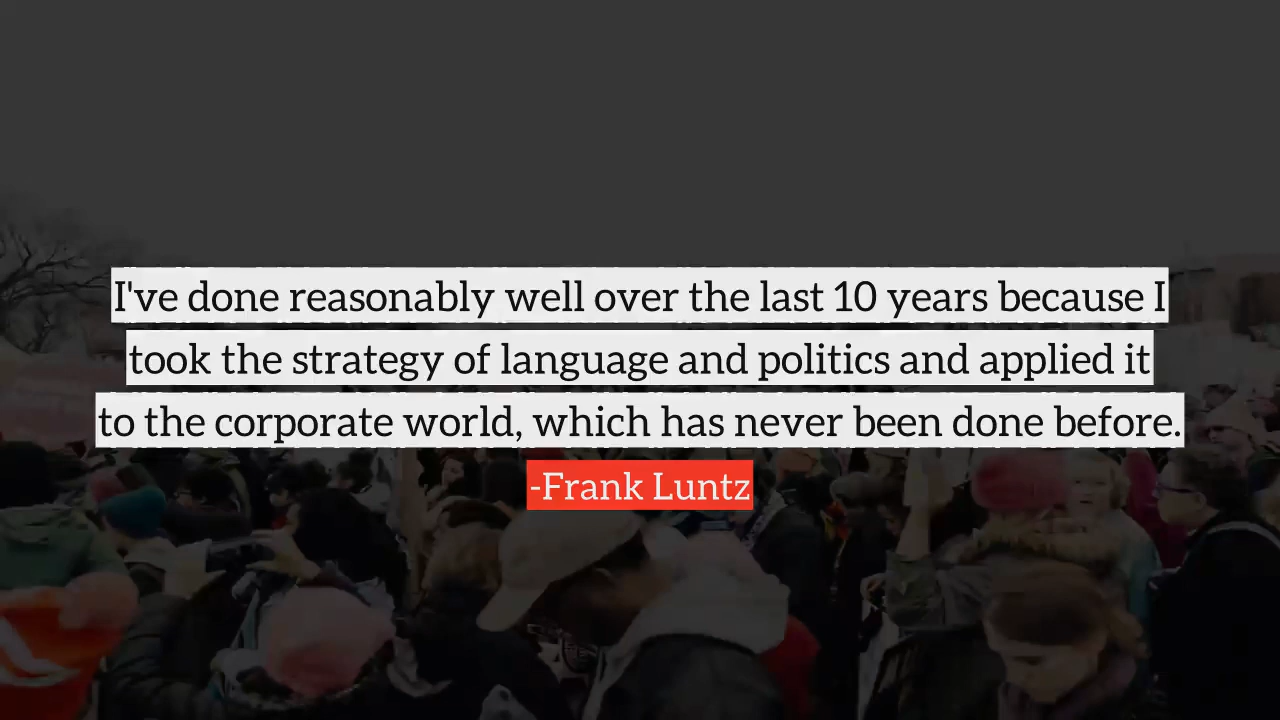 I've done reasonably well over the last 10 years because I
took the strategy of language and politics and applied it
to the corporate world, which has never been done before.
-Frank Luntz